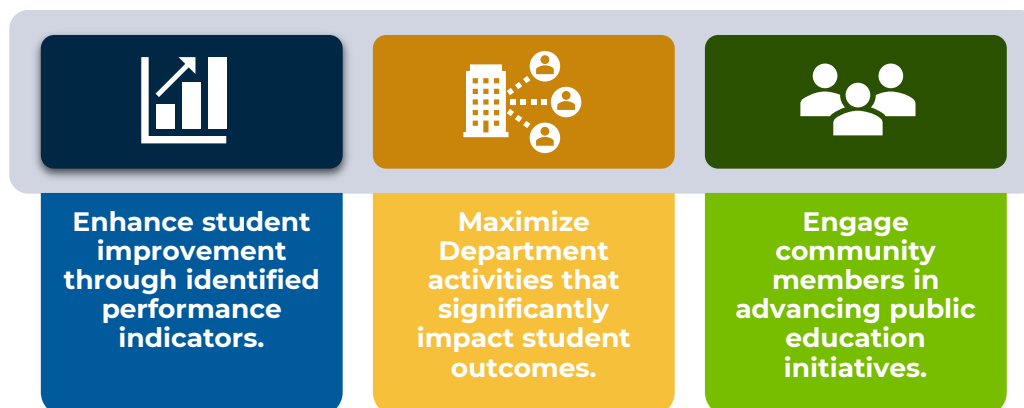 Enhance student
improvement
through identified
performance
indicators.
Maximize
Department
activities that
significantly
impact student
outcomes.
Engage
community
members in
advancing public
education
initiatives.